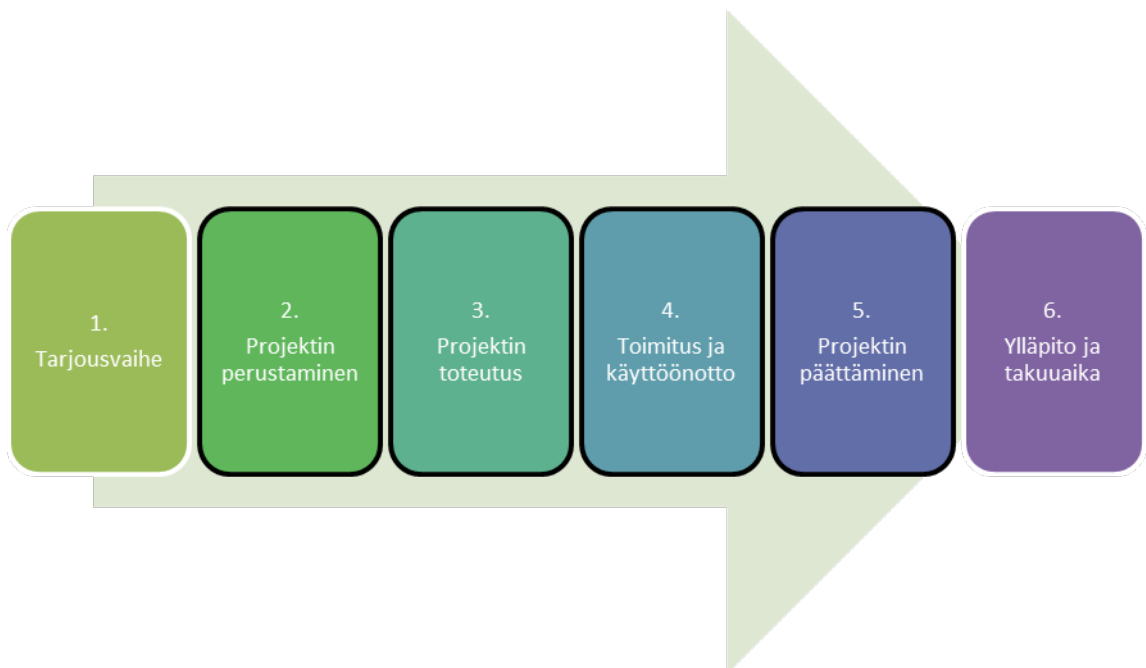 1.
Tarjousvaihe
2.
Projektin
perustaminen
3.
Projektin
toteutus
4.
Toimitus ja
käyttöönotto
5.
Projektin
päättäminen
6.
Ylläpito ja
takuuaika